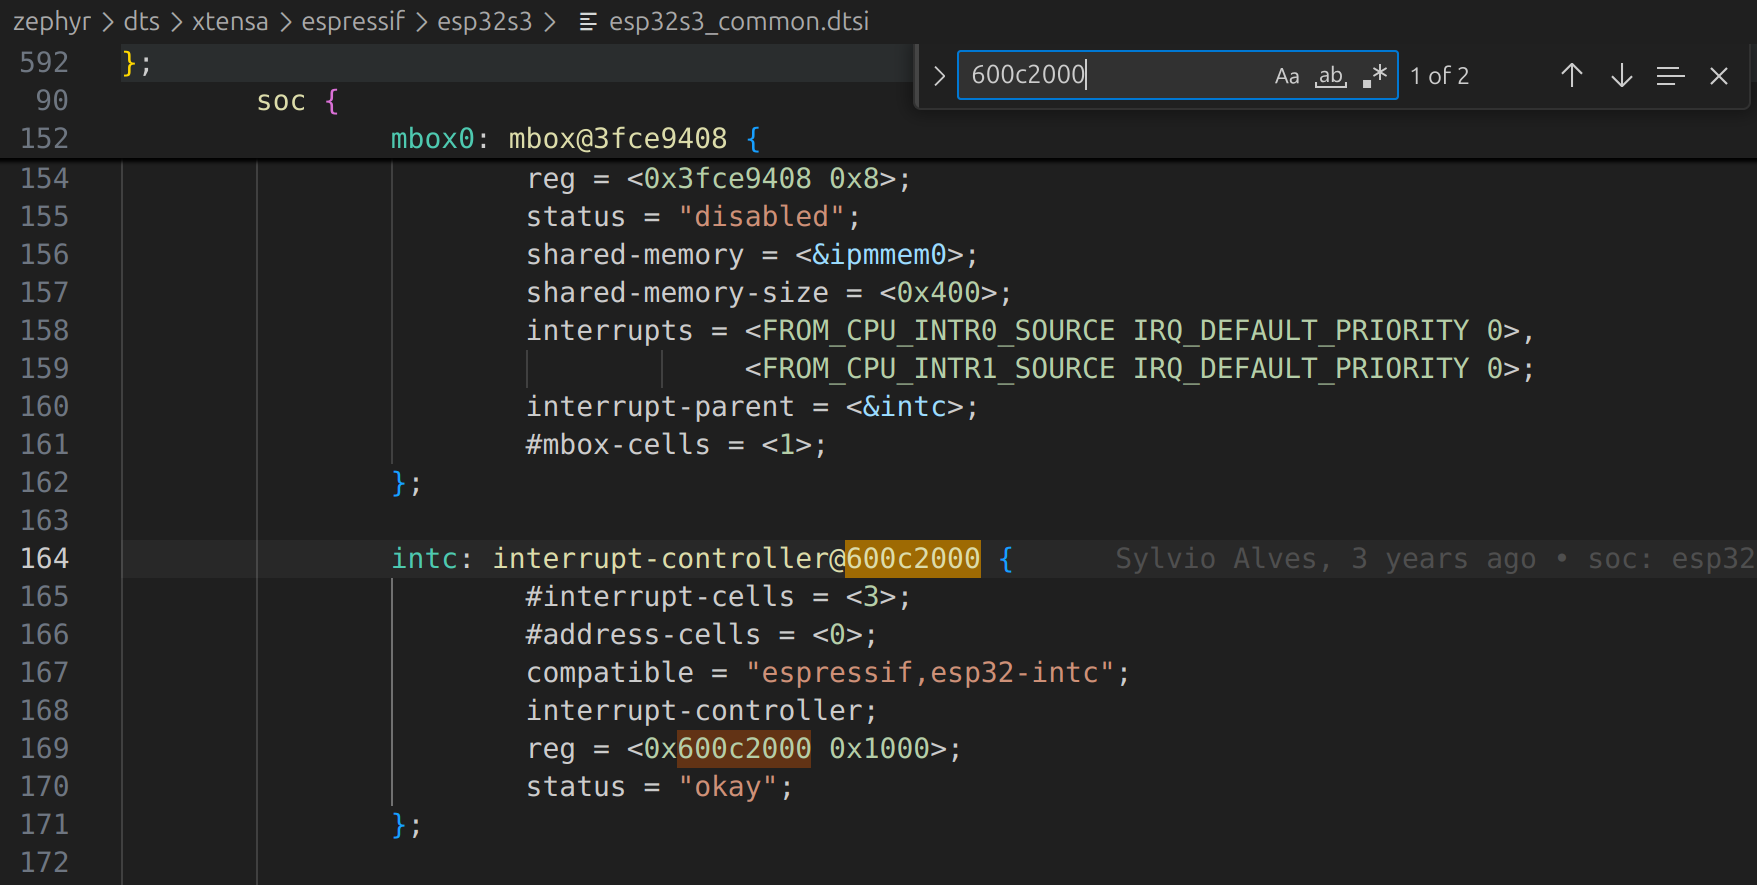 zephyr > dts > xtensa > espressif > esp32s3 > esp32s3_common.dtsi
592 };
600c2000 Aa ab .* 1 of 2
90 soc {
152 mbox0: mbox@3fce9408 {
154 reg = <0x3fce9408 0x8>;
155 status = "disabled";
156 shared-memory = <&ipmmem0>;
157 shared-memory-size = <0x400>;
158 interrupts = <FROM_CPU_INTR0_SOURCE IRQ_DEFAULT_PRIORITY 0>,
159 <FROM_CPU_INTR1_SOURCE IRQ_DEFAULT_PRIORITY 0>;
160 interrupt-parent = <&intc>;
161 #mbox-cells = <1>;
162 };
163
164 intc: interrupt-controller@600c2000 { Sylvio Alves, 3 years ago • soc: esp32
165 #interrupt-cells = <3>;
166 #address-cells = <0>;
167 compatible = "espressif,esp32-intc";
168 interrupt-controller;
169 reg = <0x600c2000 0x1000>;
170 status = "okay";
171 };
172